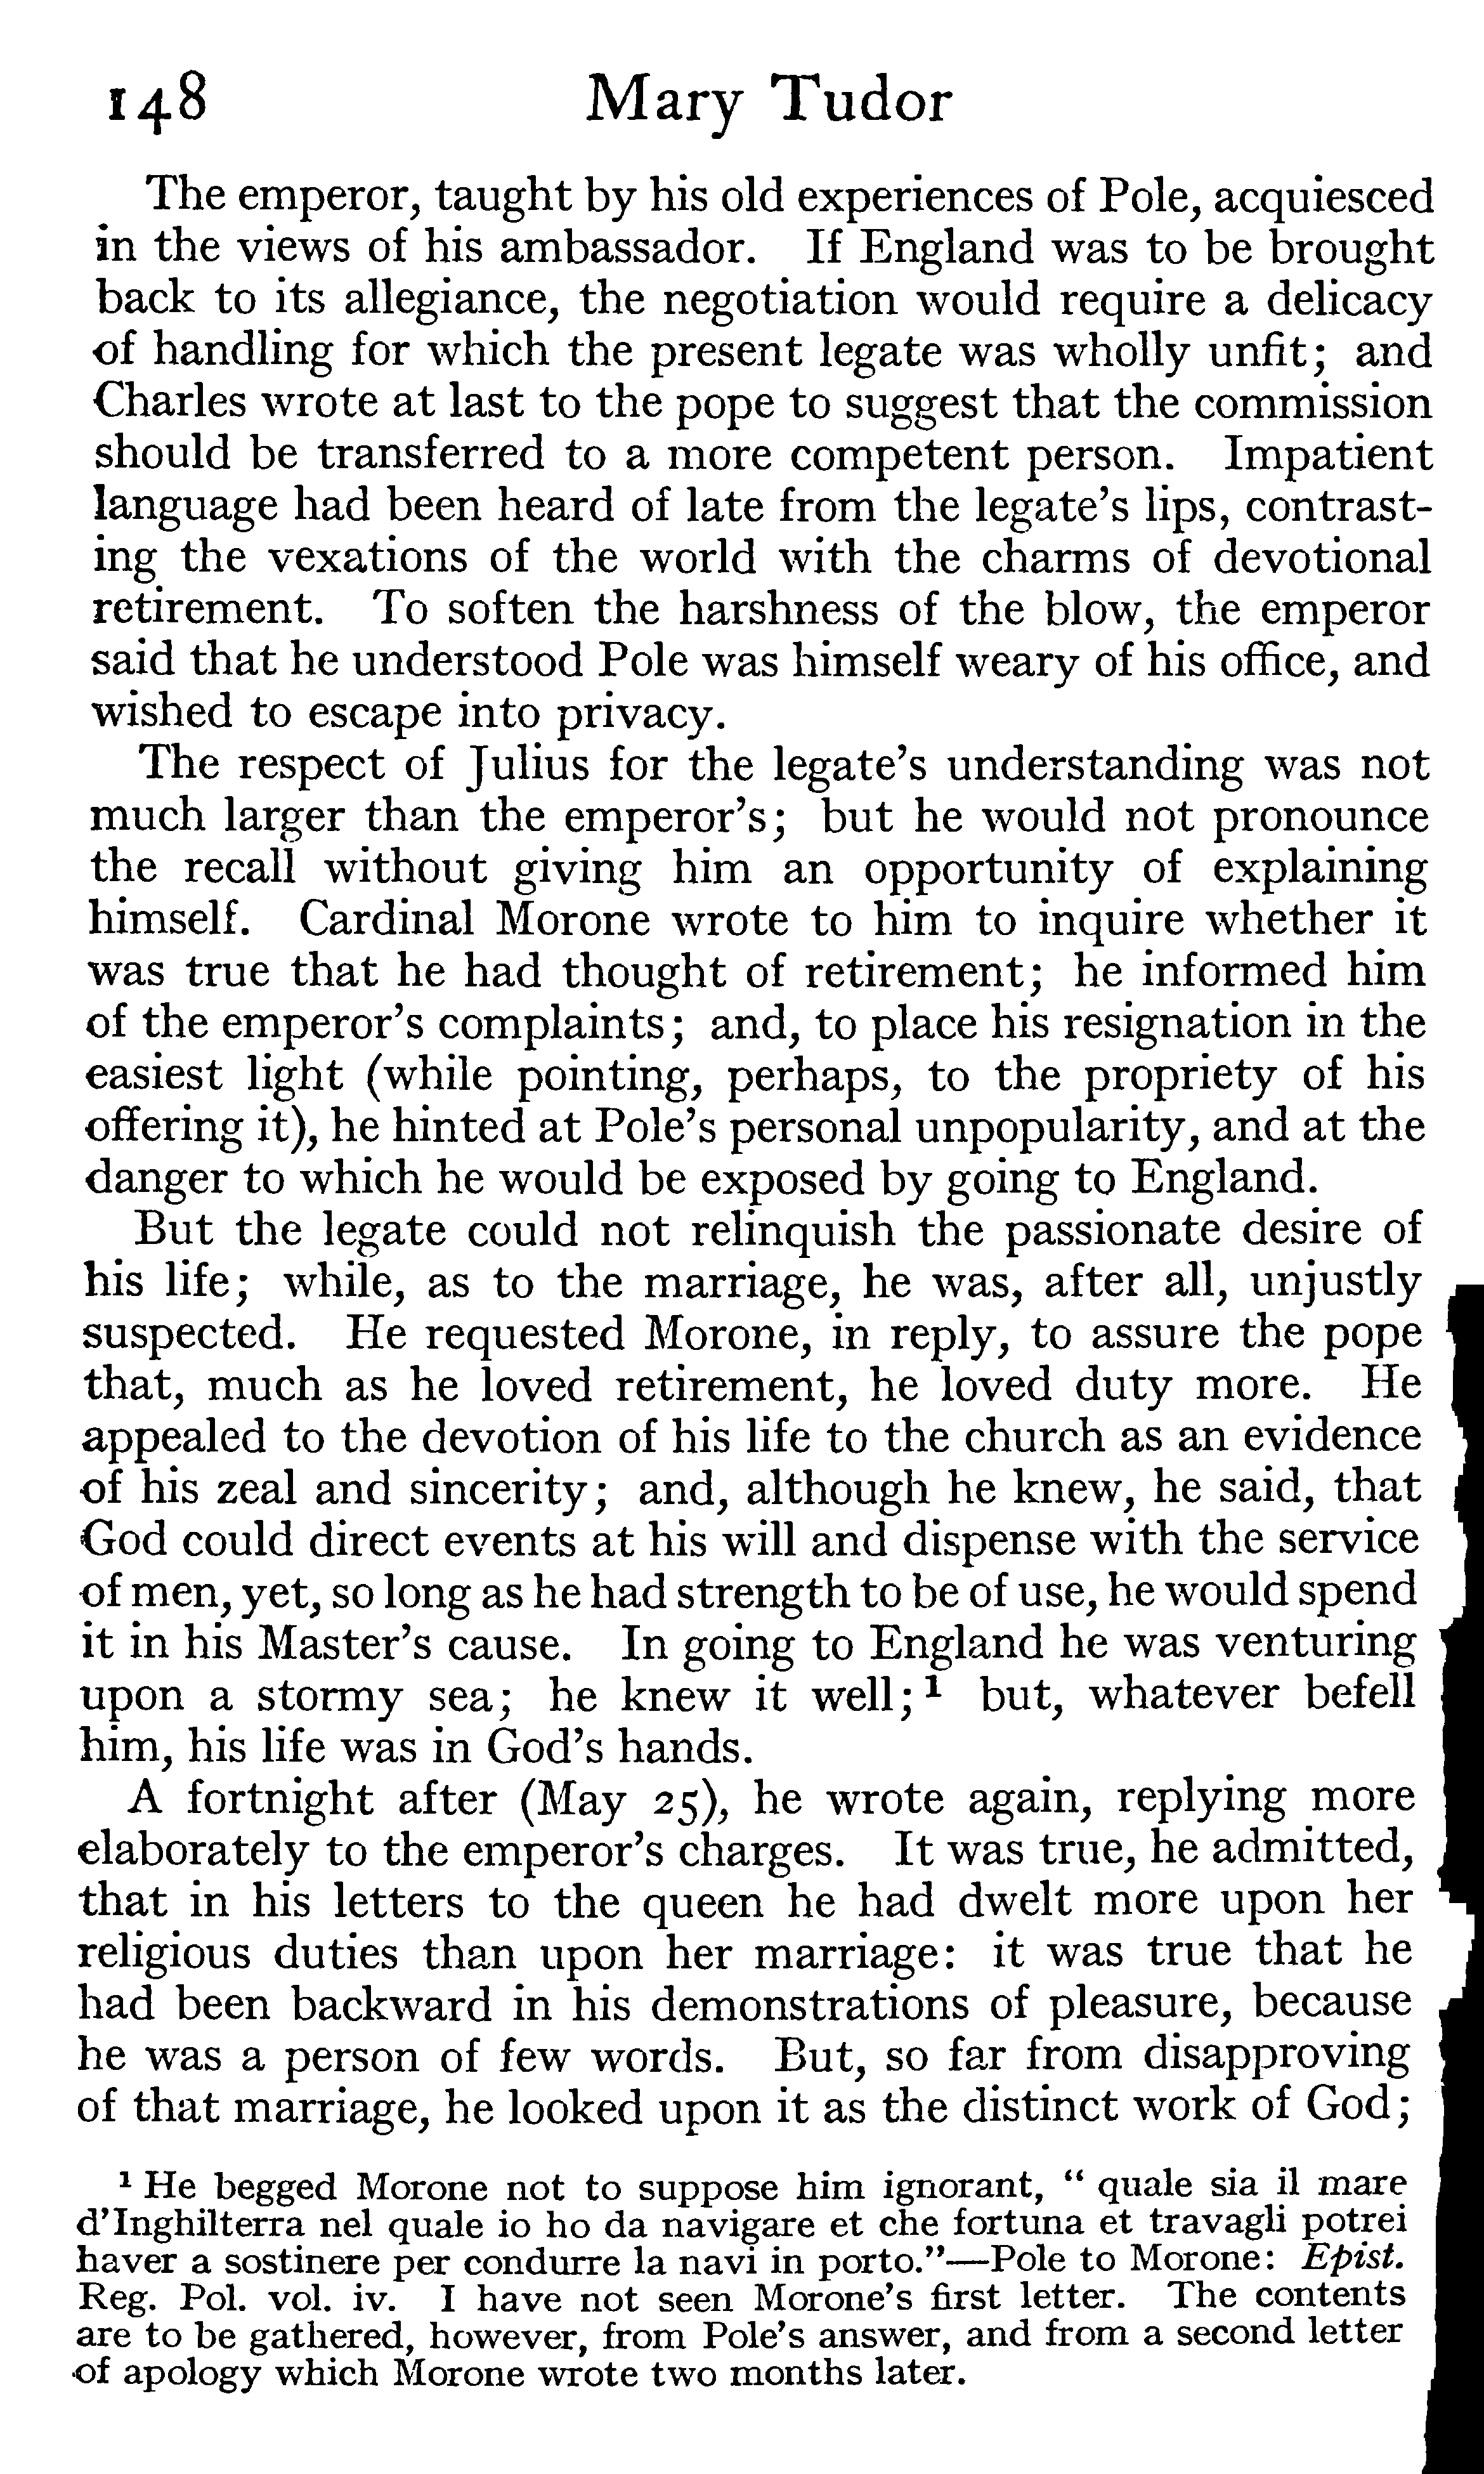 148 Mary Tudor
The emperor, taught by his old experiences of Pole, acquiesced
in the views of his ambassador. If England was to be brought
back to its allegiance, the negotiation would require a delicacy
of handling for which the present legate was wholly unfit; and
Charles wrote at last to the pope to suggest that the commission
should be transferred to a more competent person. Impatient
language had been heard of late from the legate's lips, contrast-
ing the vexations of the world with the charms of devotional
retirement. To soften the harshness of the blow, the emperor
said that he understood Pole was himself weary of his office, and
wished to escape into privacy.
The respect of Julius for the legate's understanding was not
much larger than the emperor's; but he would not pronounce
the recall without giving him an opportunity of explaining
himself. Cardinal Morone wrote to him to inquire whether it
was true that he had thought of retirement; he informed him
of the emperor's complaints; and, to place his resignation in the
easiest light (while pointing, perhaps, to the propriety of his
offering it), he hinted at Pole's personal unpopularity, and at the
danger to which he would be exposed by going to England.
But the legate could not relinquish the passionate desire of
his life; while, as to the marriage, he was, after all, unjustly
suspected. He requested Morone, in reply, to assure the pope
that, much as he loved retirement, he loved duty more. He
appealed to the devotion of his life to the church as an evidence
of his zeal and sincerity; and, although he knew, he said, that
God could direct events at his will and dispense with the service
of men, yet, so long as he had strength to be of use, he would spend
it in his Master's cause. In going to England he was venturing
upon a stormy sea; he knew it well;¹ but, whatever befell
him, his life was in God's hands.
A fortnight after (May 25), he wrote again, replying more
elaborately to the emperor's charges. It was true, he admitted,
that in his letters to the queen he had dwelt more upon her
religious duties than upon her marriage: it was true that he
had been backward in his demonstrations of pleasure, because
he was a person of few words. But, so far from disapproving
of that marriage, he looked upon it as the distinct work of God;
¹ He begged Morone not to suppose him ignorant, " quale sia il mare
d'Inghilterra nel quale io ho da navigare et che fortuna et travagli potrei
haver a sostinere per condurre la navi in porto."—Pole to Morone: Epist.
Reg. Pol. vol. iv. I have not seen Morone's first letter. The contents
are to be gathered, however, from Pole's answer, and from a second letter
of apology which Morone wrote two months later.